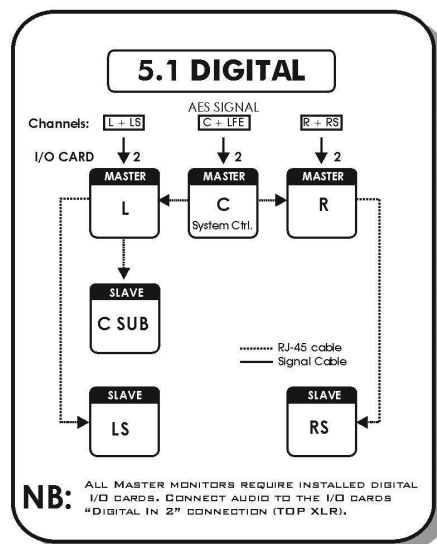 5.1 DIGITAL
AES SIGNAL
Channels: L + LS C + LFE R + RS
I/O CARD 2 2 2
MASTER MASTER MASTER
L C R
System Ctrl.
SLAVE
C SUB
RJ-45 cable
Signal Cable
SLAVE SLAVE
LS RS
NB: ALL MASTER MONITORS REQUIRE INSTALLED DIGITAL
I/O CARDS. CONNECT AUDIO TO THE I/O CARDS
"DIGITAL IN 2" CONNECTION (TOP XLR).